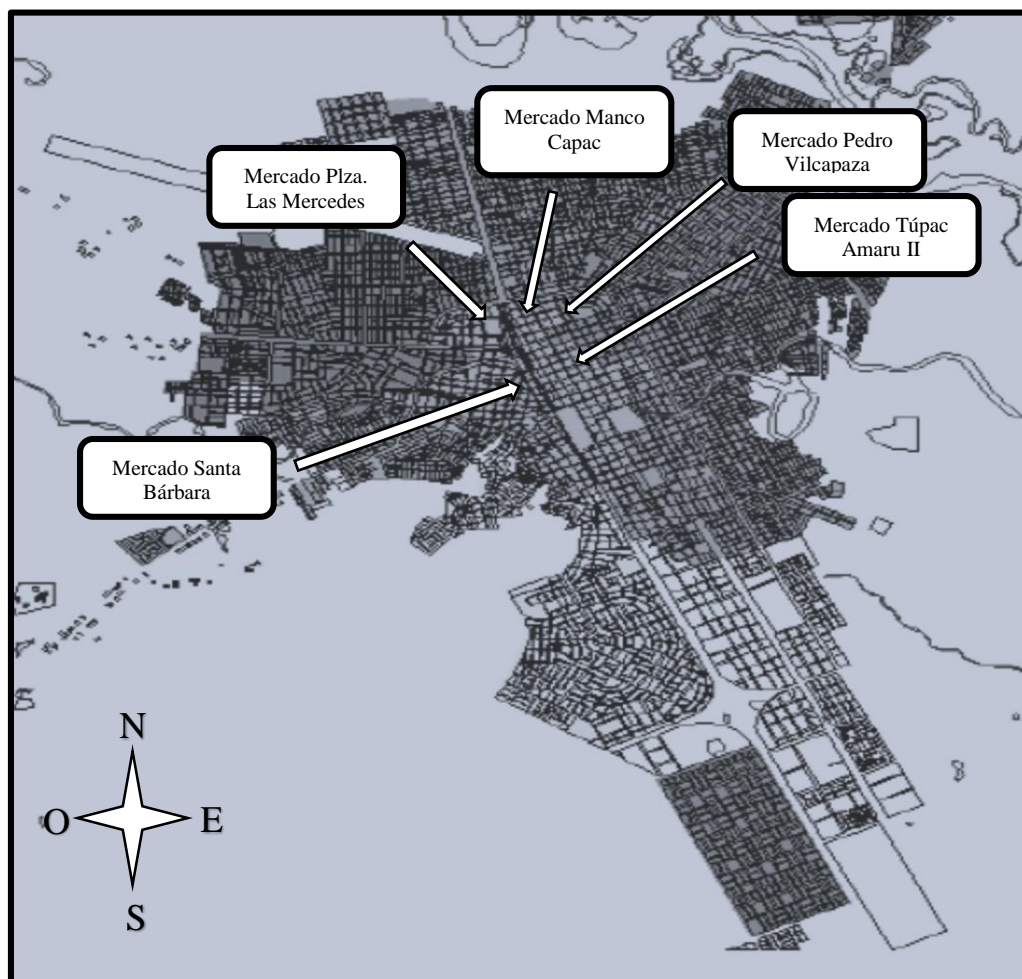 Mercado Manco
Capac
Mercado Pedro
Vilcapaza
Mercado Plza.
Las Mercedes
Mercado Túpac
Amaru II
Mercado Santa
Bárbara
N
O
E
S